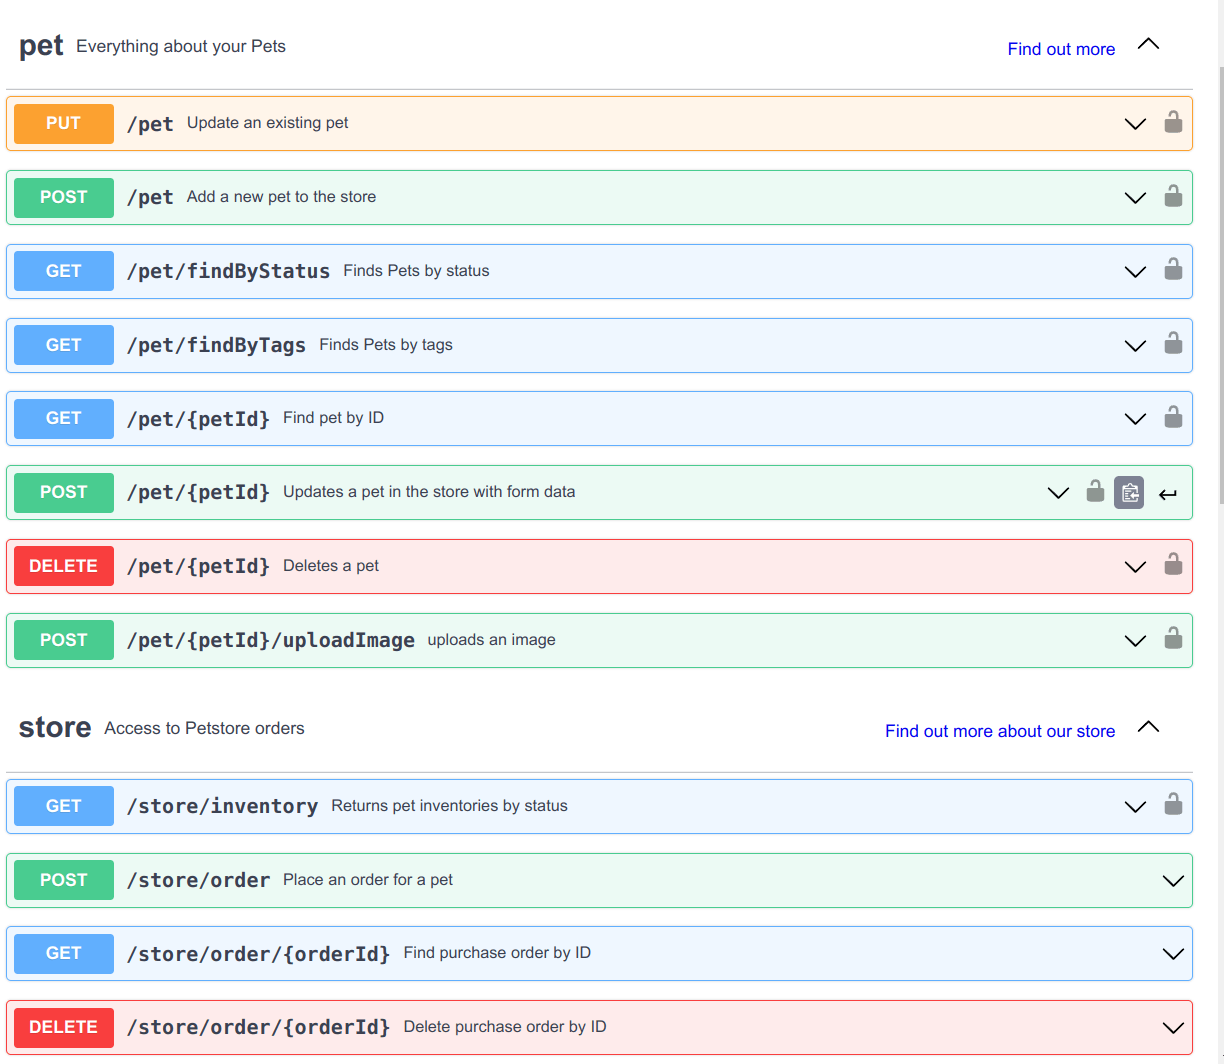 pet Everything about your Pets Find out more
PUT /pet Update an existing pet
POST /pet Add a new pet to the store
GET /pet/findByStatus Finds Pets by status
GET /pet/findByTags Finds Pets by tags
GET /pet/{petId} Find pet by ID
POST /pet/{petId} Updates a pet in the store with form data
DELETE /pet/{petId} Deletes a pet
POST /pet/{petId}/uploadImage uploads an image
store Access to Petstore orders Find out more about our store
GET /store/inventory Returns pet inventories by status
POST /store/order Place an order for a pet
GET /store/order/{orderId} Find purchase order by ID
DELETE /store/order/{orderId} Delete purchase order by ID